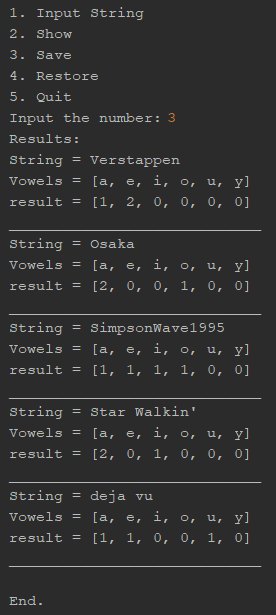 1. Input String
2. Show
3. Save
4. Restore
5. Quit
Input the number: 3
Results:
String = Verstappen
Vowels = [a, e, i, o, u, y]
result = [1, 2, 0, 0, 0, 0]
String = Osaka
Vowels = [a, e, i, o, u, y]
result = [2, 0, 0, 1, 0, 0]
String = SimpsonWave1995
Vowels = [a, e, i, o, u, y]
result = [1, 1, 1, 1, 0, 0]
String = Star Walkin'
Vowels = [a, e, i, o, u, y]
result = [2, 0, 1, 0, 0, 0]
String = deja vu
Vowels = [a, e, i, o, u, y]
result = [1, 1, 0, 0, 1, 0]
End.